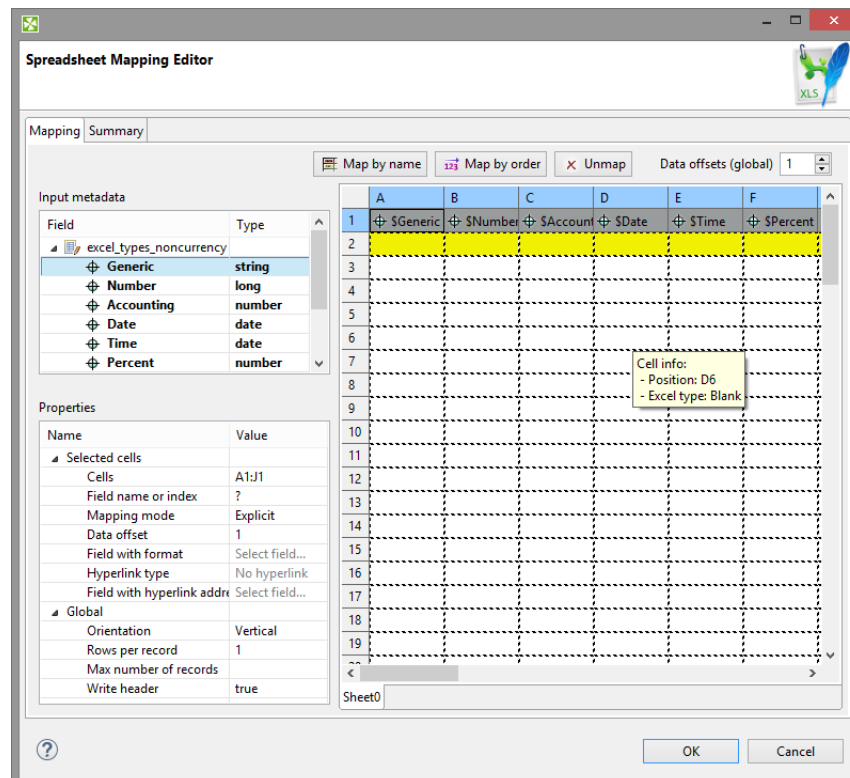 Spreadsheet Mapping Editor
XLS
Mapping Summary
Map by name 123 Map by order Unmap Data offsets (global) 1
Input metadata
Field Type
excel_types_noncurrency
Generic string
Number long
Accounting number
Date date
Time date
Percent number
Properties
Name Value
Selected cells
Cells A1:J1
Field name or index ?
Mapping mode Explicit
Data offset 1
Field with format Select field...
Hyperlink type No hyperlink
Field with hyperlink addre Select field...
Global
Orientation Vertical
Rows per record 1
Max number of records
Write header true
A B C D E F
1 $Generic $Number $Account $Date $Time $Percent
2
3
4
5
6
7
8
9
10
11
12
13
14
15
16
17
18
19
Cell info:
- Position: D6
- Excel type: Blank
Sheet0
? OK Cancel